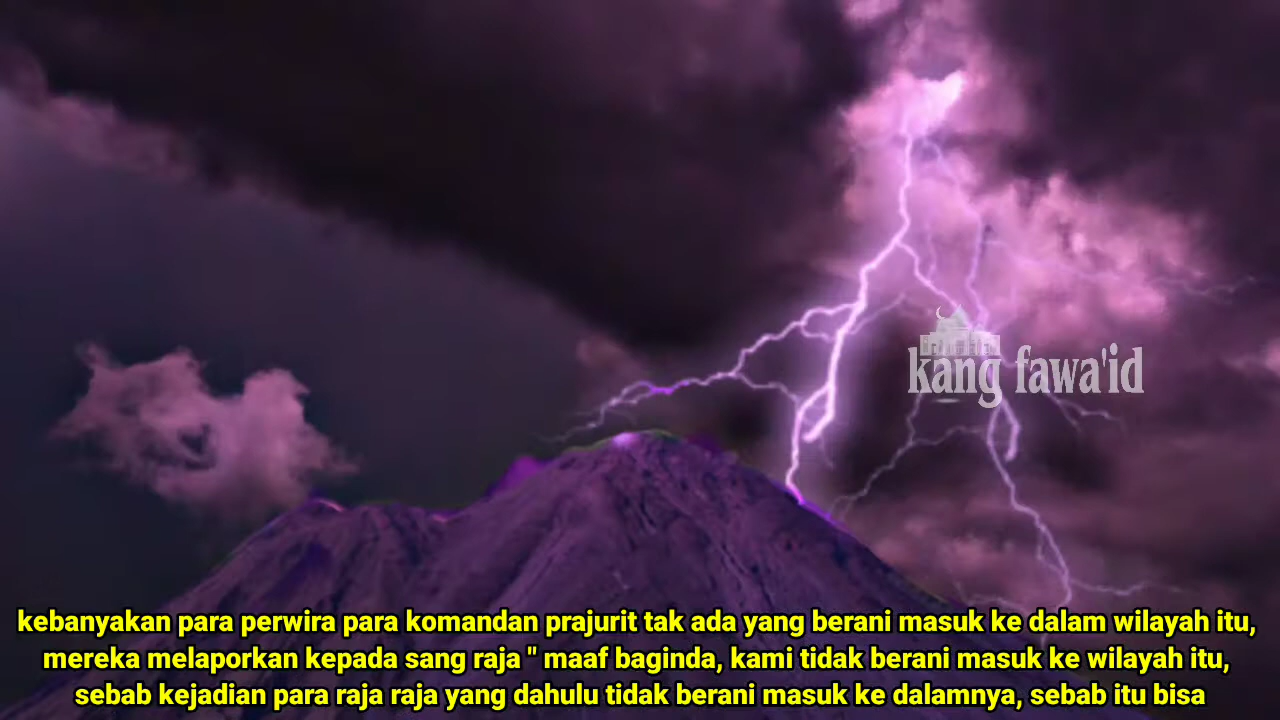 kang fawa'id
kebanyakan para perwira para komandan prajurit tak ada yang berani masuk ke dalam wilayah itu,
mereka melaporkan kepada sang raja " maaf baginda, kami tidak berani masuk ke wilayah itu,
sebab kejadian para raja raja yang dahulu tidak berani masuk ke dalamnya, sebab itu bisa